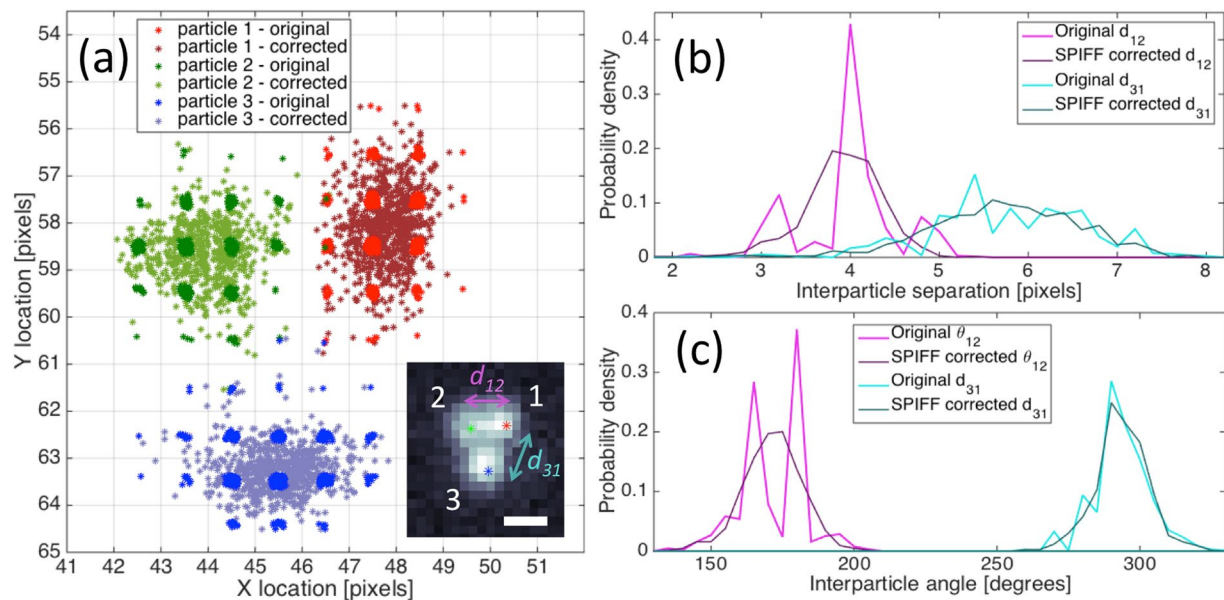 (a)
particle 1 - original
particle 1 - corrected
particle 2 - original
particle 2 - corrected
particle 3 - original
particle 3 - corrected
54
55
56
57
58
59
60
61
62
63
64
65
Y location [pixels]
41 42 43 44 45 46 47 48 49 50 51
X location [pixels]
d12
2 1
d31
3
(b)
Original d12
SPIFF corrected d12
Original d31
SPIFF corrected d31
0.4
0.3
0.2
0.1
0
Probability density
2 3 4 5 6 7 8
Interparticle separation [pixels]
(c)
Original θ12
SPIFF corrected θ12
Original d31
SPIFF corrected d31
0.4
0.3
0.2
0.1
0
Probability density
150 200 250 300
Interparticle angle [degrees]